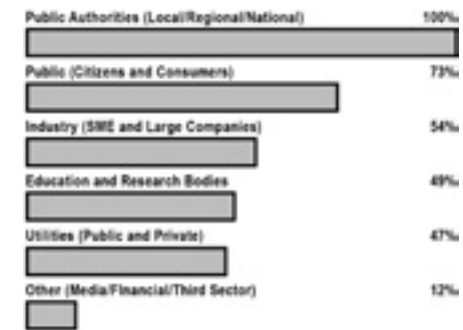 Public Authorities (Local/Regional/National) 100%
Public (Citizens and Consumers) 73%
Industry (SME and Large Companies) 54%
Education and Research Bodies 49%
Utilities (Public and Private) 47%
Other (Media/Financial/Third Sector) 12%